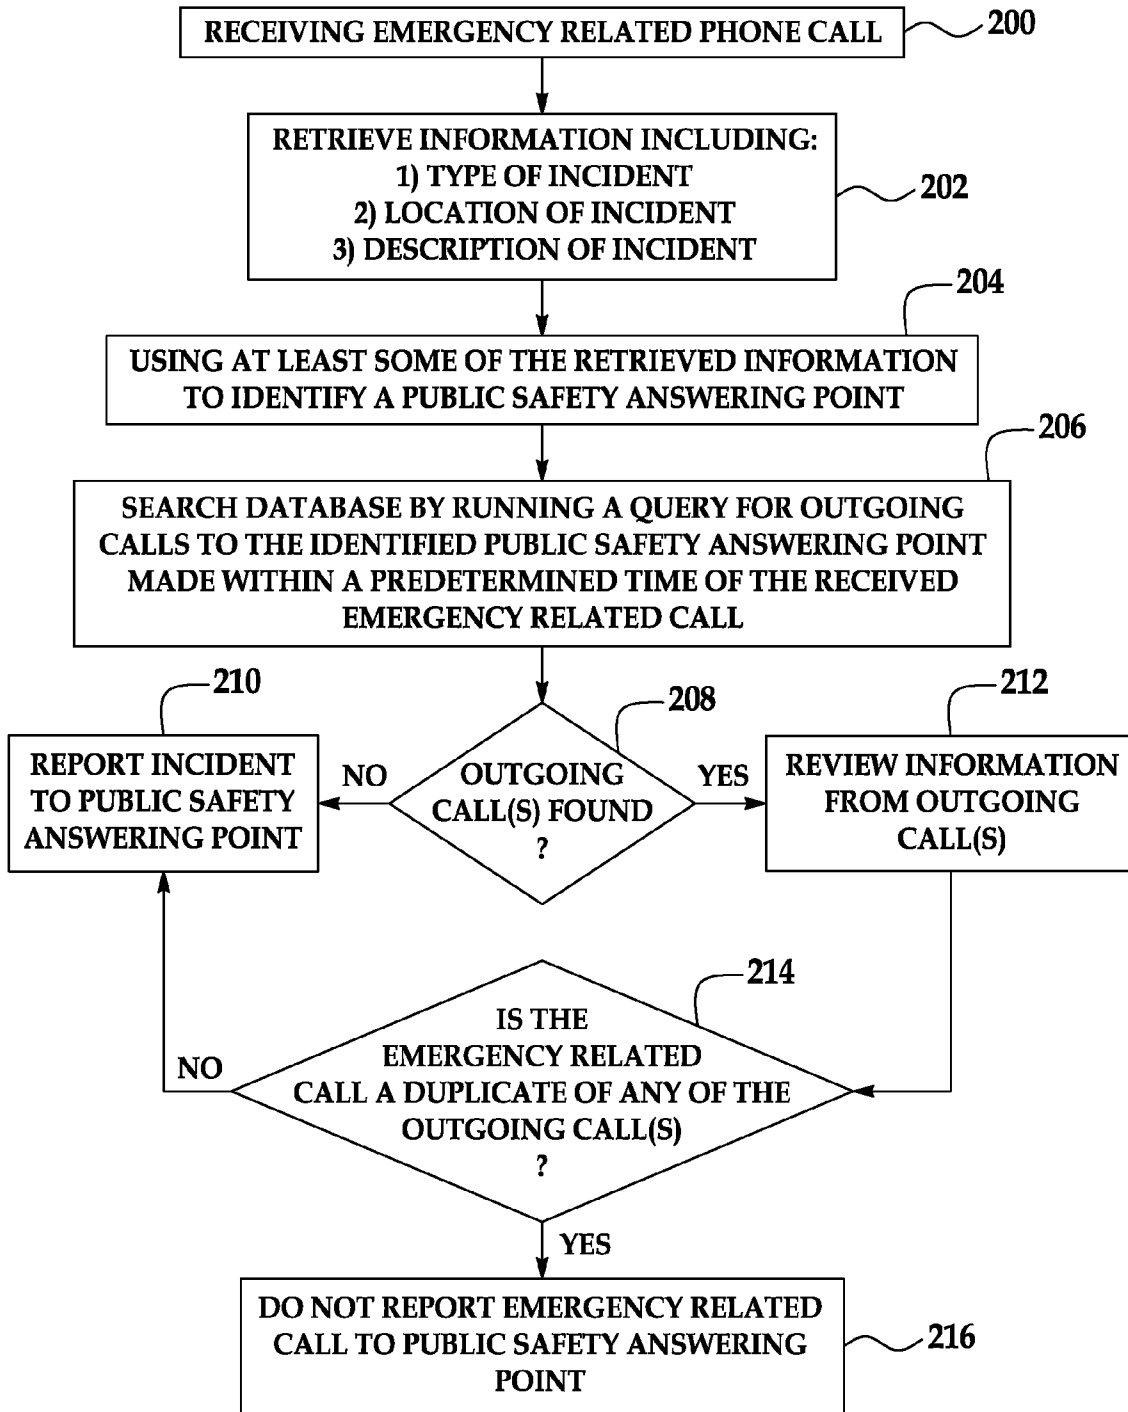 RECEIVING EMERGENCY RELATED PHONE CALL
200
RETRIEVE INFORMATION INCLUDING:
1) TYPE OF INCIDENT
2) LOCATION OF INCIDENT
3) DESCRIPTION OF INCIDENT
202
204
USING AT LEAST SOME OF THE RETRIEVED INFORMATION
TO IDENTIFY A PUBLIC SAFETY ANSWERING POINT
206
SEARCH DATABASE BY RUNNING A QUERY FOR OUTGOING
CALLS TO THE IDENTIFIED PUBLIC SAFETY ANSWERING POINT
MADE WITHIN A PREDETERMINED TIME OF THE RECEIVED
EMERGENCY RELATED CALL
210
REPORT INCIDENT
TO PUBLIC SAFETY
ANSWERING POINT
NO
208
OUTGOING
CALL(S) FOUND
?
YES
212
REVIEW INFORMATION
FROM OUTGOING
CALL(S)
214
IS THE
EMERGENCY RELATED
CALL A DUPLICATE OF ANY OF THE
OUTGOING CALL(S)
?
NO
YES
DO NOT REPORT EMERGENCY RELATED
CALL TO PUBLIC SAFETY ANSWERING
POINT
216